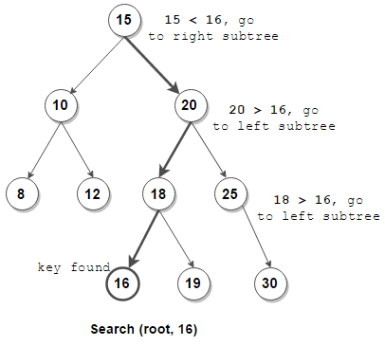 15
15 < 16, go
to right subtree
10
20
20 > 16, go
to left subtree
8
12
18
25
18 > 16, go
to left subtree
key found
16
19
30
Search (root, 16)